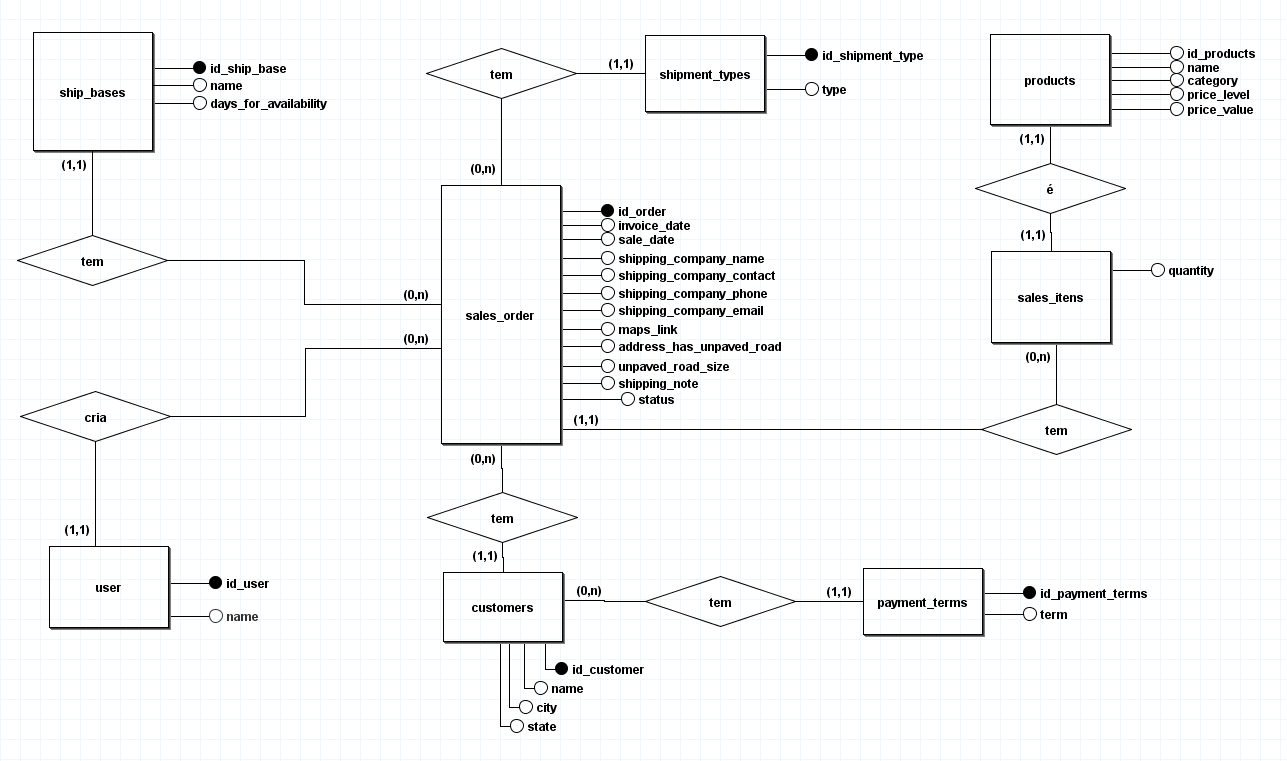 ship_bases
id_ship_base
name
days_for_availability
(1,1)
tem
(0,n)
tem
(1,1)
shipment_types
id_shipment_type
type
(0,n)
products
id_products
name
category
price_level
price_value
(1,1)
é
(1,1)
sales_itens
quantity
(0,n)
tem
(1,1)
sales_order
id_order
invoice_date
sale_date
shipping_company_name
shipping_company_contact
shipping_company_phone
shipping_company_email
maps_link
address_has_unpaved_road
unpaved_road_size
shipping_note
status
(0,n)
cria
(1,1)
user
id_user
name
(0,n)
tem
(1,1)
customers
id_customer
name
city
state
(0,n)
tem
(1,1)
payment_terms
id_payment_terms
term